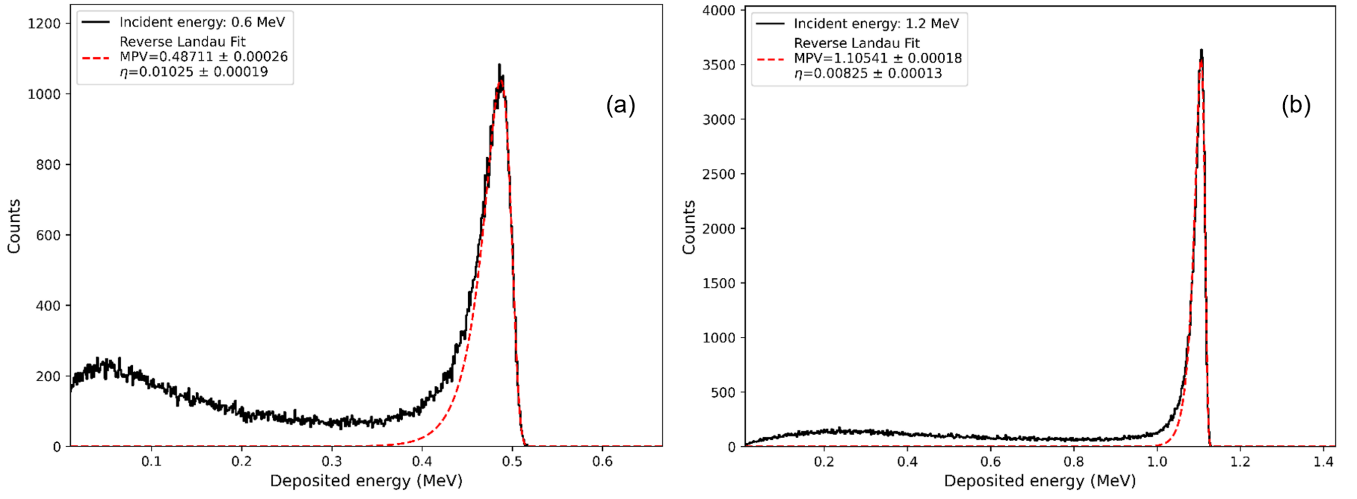 Incident energy: 0.6 MeV
Reverse Landau Fit
MPV=0.48711 ± 0.00026
η=0.01025 ± 0.00019
(a)
1200
1000
800
600
400
200
0
Counts
0.1 0.2 0.3 0.4 0.5 0.6
Deposited energy (MeV)
Incident energy: 1.2 MeV
Reverse Landau Fit
MPV=1.10541 ± 0.00018
η=0.00825 ± 0.00013
(b)
4000
3500
3000
2500
2000
1500
1000
500
0
Counts
0.2 0.4 0.6 0.8 1.0 1.2 1.4
Deposited energy (MeV)